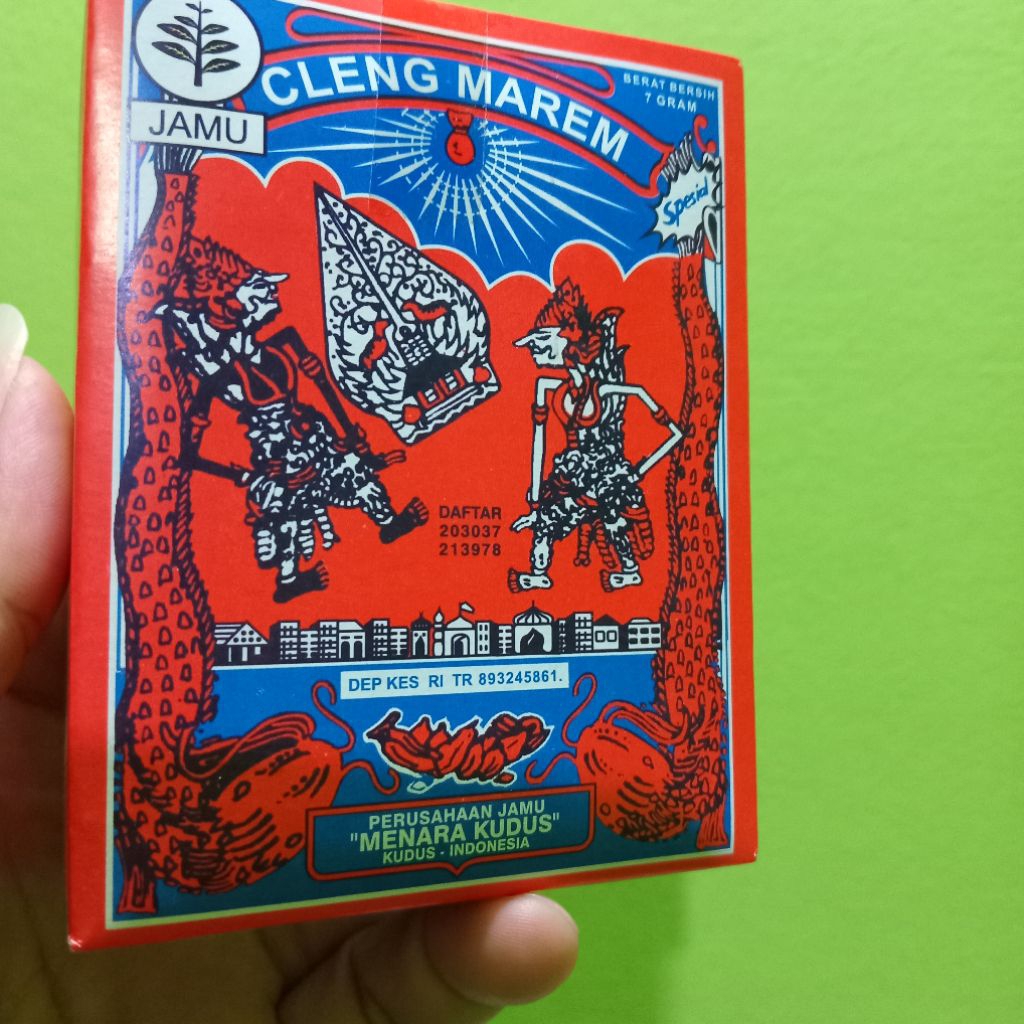 JAMU
CLENG MAREM
BERAT BERSIH
7 GRAM
Spesial
DAFTAR
203037
213978
DEP KES RI TR 893245861.
PERUSAHAAN JAMU
"MENARA KUDUS"
KUDUS - INDONESIA